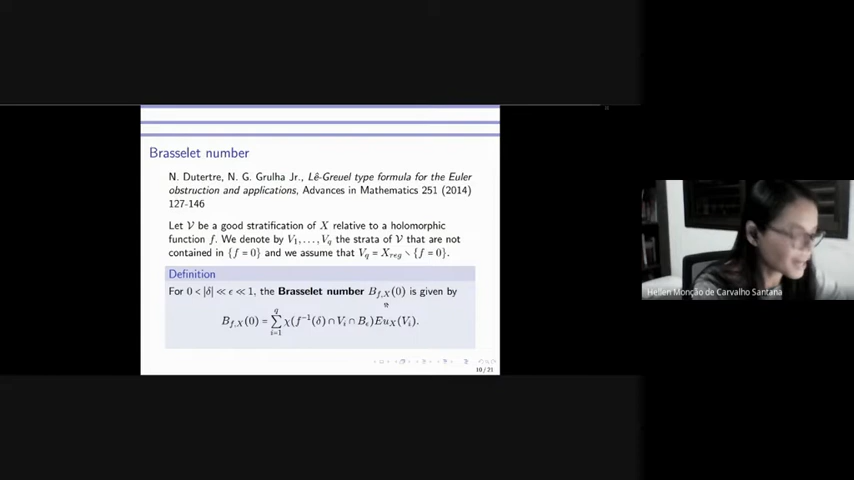 Brasselet number
N. Dutertre, N. G. Grulha Jr., Lê-Greuel type formula for the Euler
obstruction and applications, Advances in Mathematics 251 (2014)
127-146
Let 𝒱 be a good stratification of X relative to a holomorphic
function f. We denote by V₁,…,V_q the strata of 𝒱 that are not
contained in {f = 0} and we assume that V_q = X_reg ∖ {f = 0}.
Definition
For 0 < |δ| ≪ ϵ ≪ 1, the Brasselet number B_{f,X}(0) is given by
B_{f,X}(0) = ∑_{i=1}^{q} χ(f⁻¹(δ) ∩ V_i ∩ B_ϵ)Eu_X(V_i).
10/21
Hellen Monção de Carvalho Santana